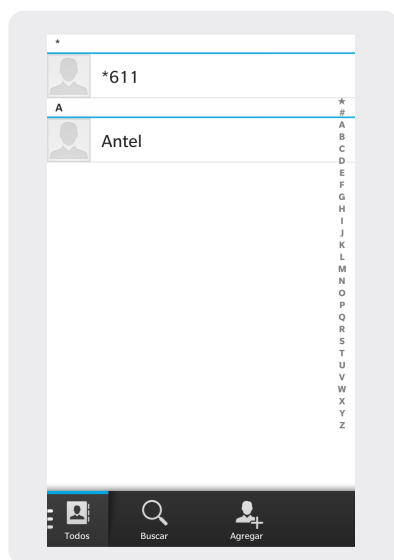 *
*611
A
Antel
★
#
A
B
C
D
E
F
G
H
I
J
K
L
M
N
O
P
Q
R
S
T
U
V
W
X
Y
Z
Todos
Buscar
Agregar